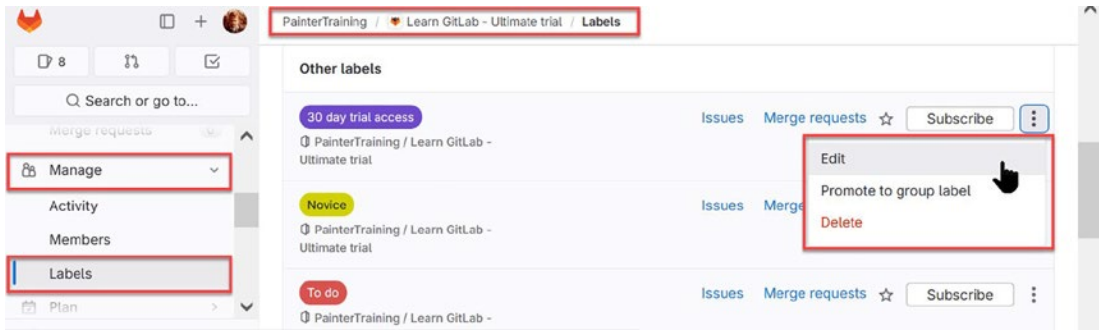 PainterTraining / Learn GitLab - Ultimate trial / Labels
8
Search or go to...
Merge requests
Manage
Activity
Members
Labels
Plan
Other labels
30 day trial access
PainterTraining / Learn GitLab -
Ultimate trial
Issues Merge requests Subscribe
Edit
Promote to group label
Delete
Novice
PainterTraining / Learn GitLab -
Ultimate trial
Issues Merge
To do
PainterTraining / Learn GitLab -
Issues Merge requests Subscribe